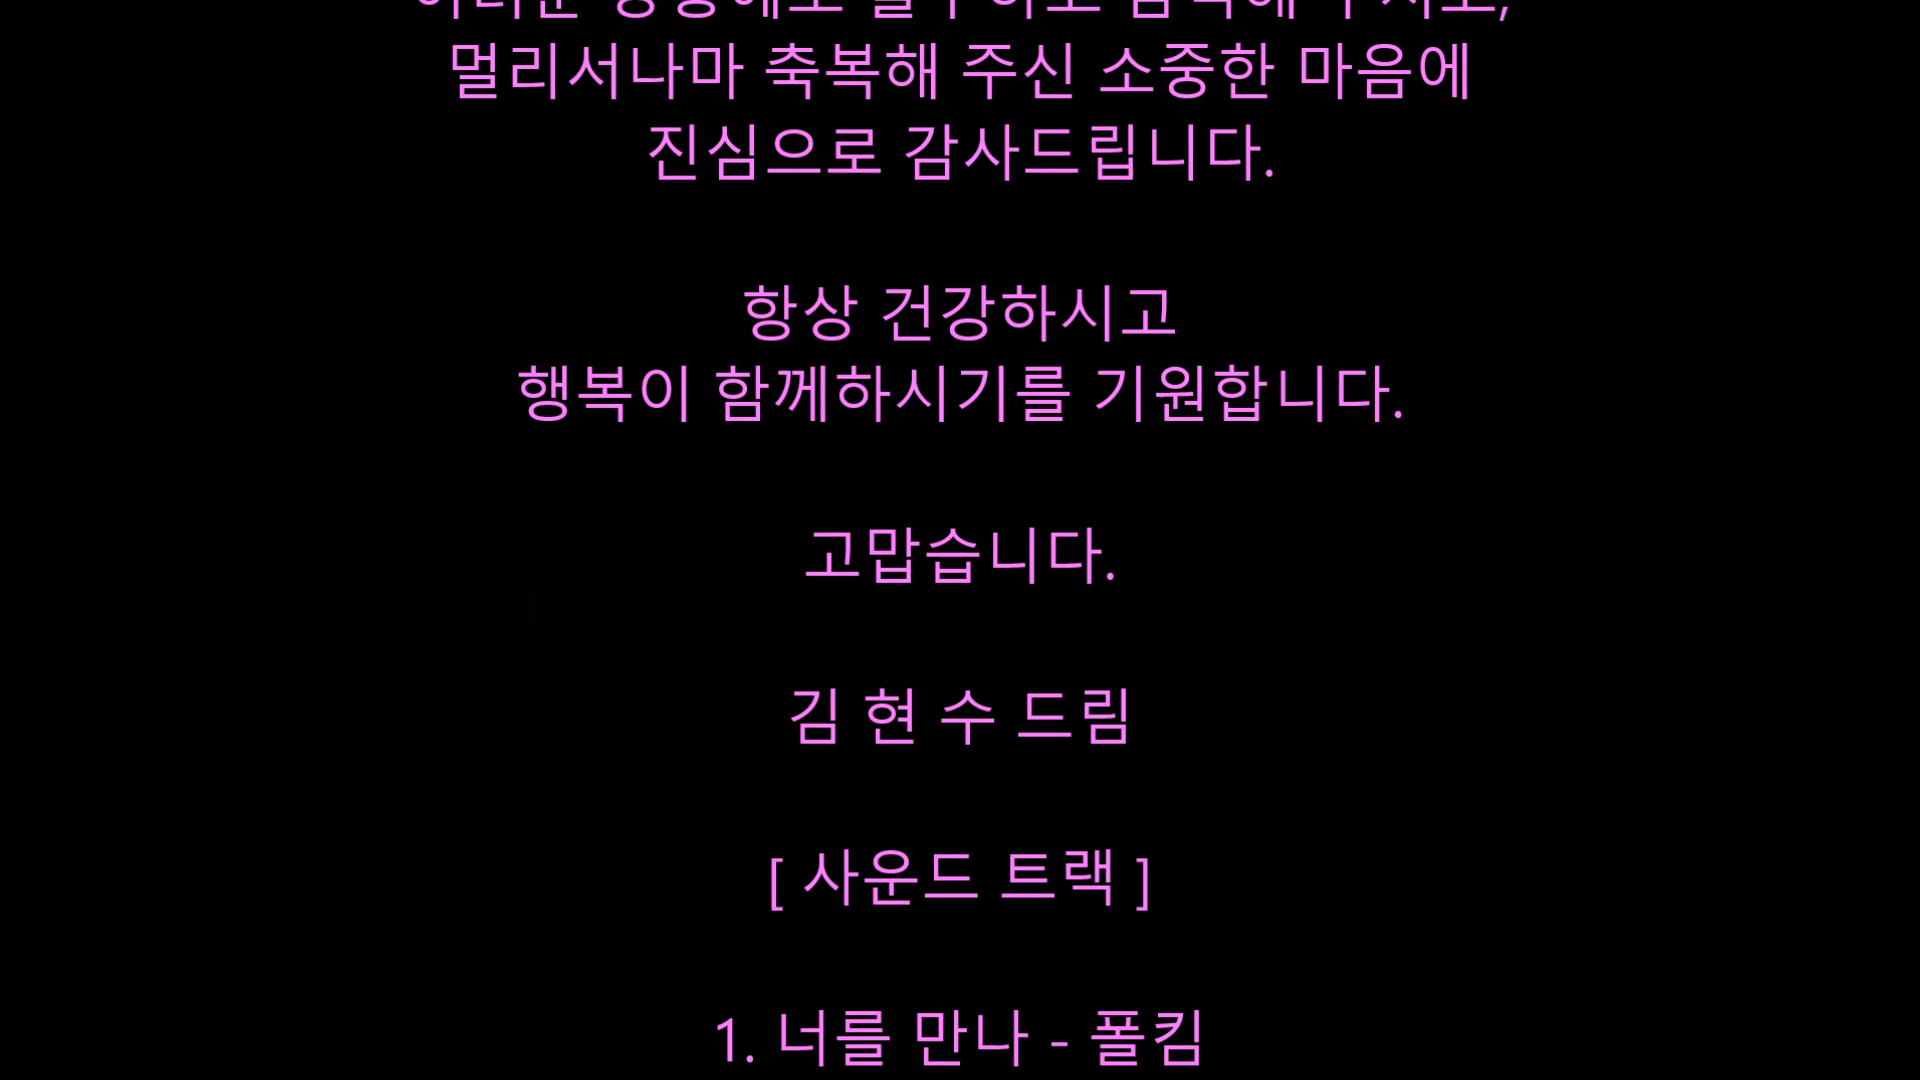 멀리서나마 축복해 주신 소중한 마음에
진심으로 감사드립니다.
항상 건강하시고
행복이 함께하시기를 기원합니다.
고맙습니다.
김 현 수 드림
[ 사운드 트랙 ]
1. 너를 만나 - 폴킴